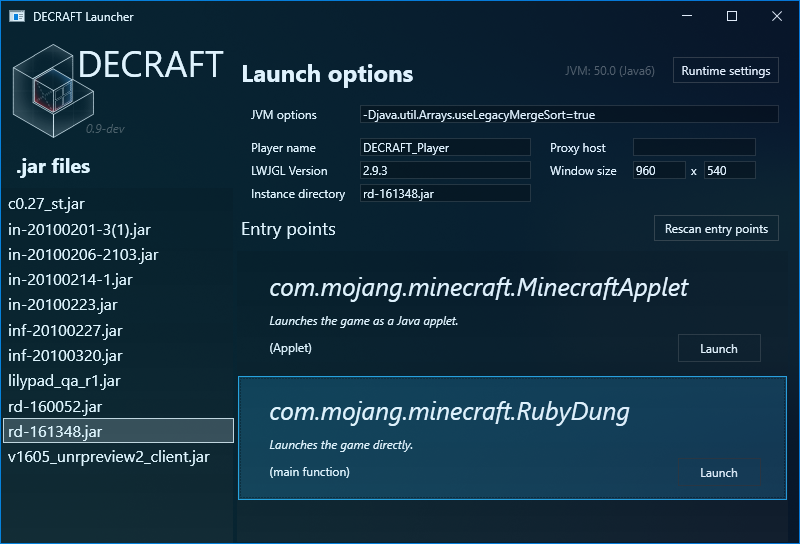 DECRAFT Launcher
DECRAFT
0.9-dev
.jar files
c0.27_st.jar
in-20100201-3(1).jar
in-20100206-2103.jar
in-20100214-1.jar
in-20100223.jar
inf-20100227.jar
inf-20100320.jar
lilypad_qa_r1.jar
rd-160052.jar
rd-161348.jar
v1605_unrpreview2_client.jar
Launch options
JVM: 50.0 (Java6)
Runtime settings
JVM options -Djava.util.Arrays.useLegacyMergeSort=true
Player name DECRAFT_Player Proxy host
LWJGL Version 2.9.3 Window size 960 x 540
Instance directory rd-161348.jar
Entry points
Rescan entry points
com.mojang.minecraft.MinecraftApplet
Launches the game as a Java applet.
(Applet)
Launch
com.mojang.minecraft.RubyDung
Launches the game directly.
(main function)
Launch